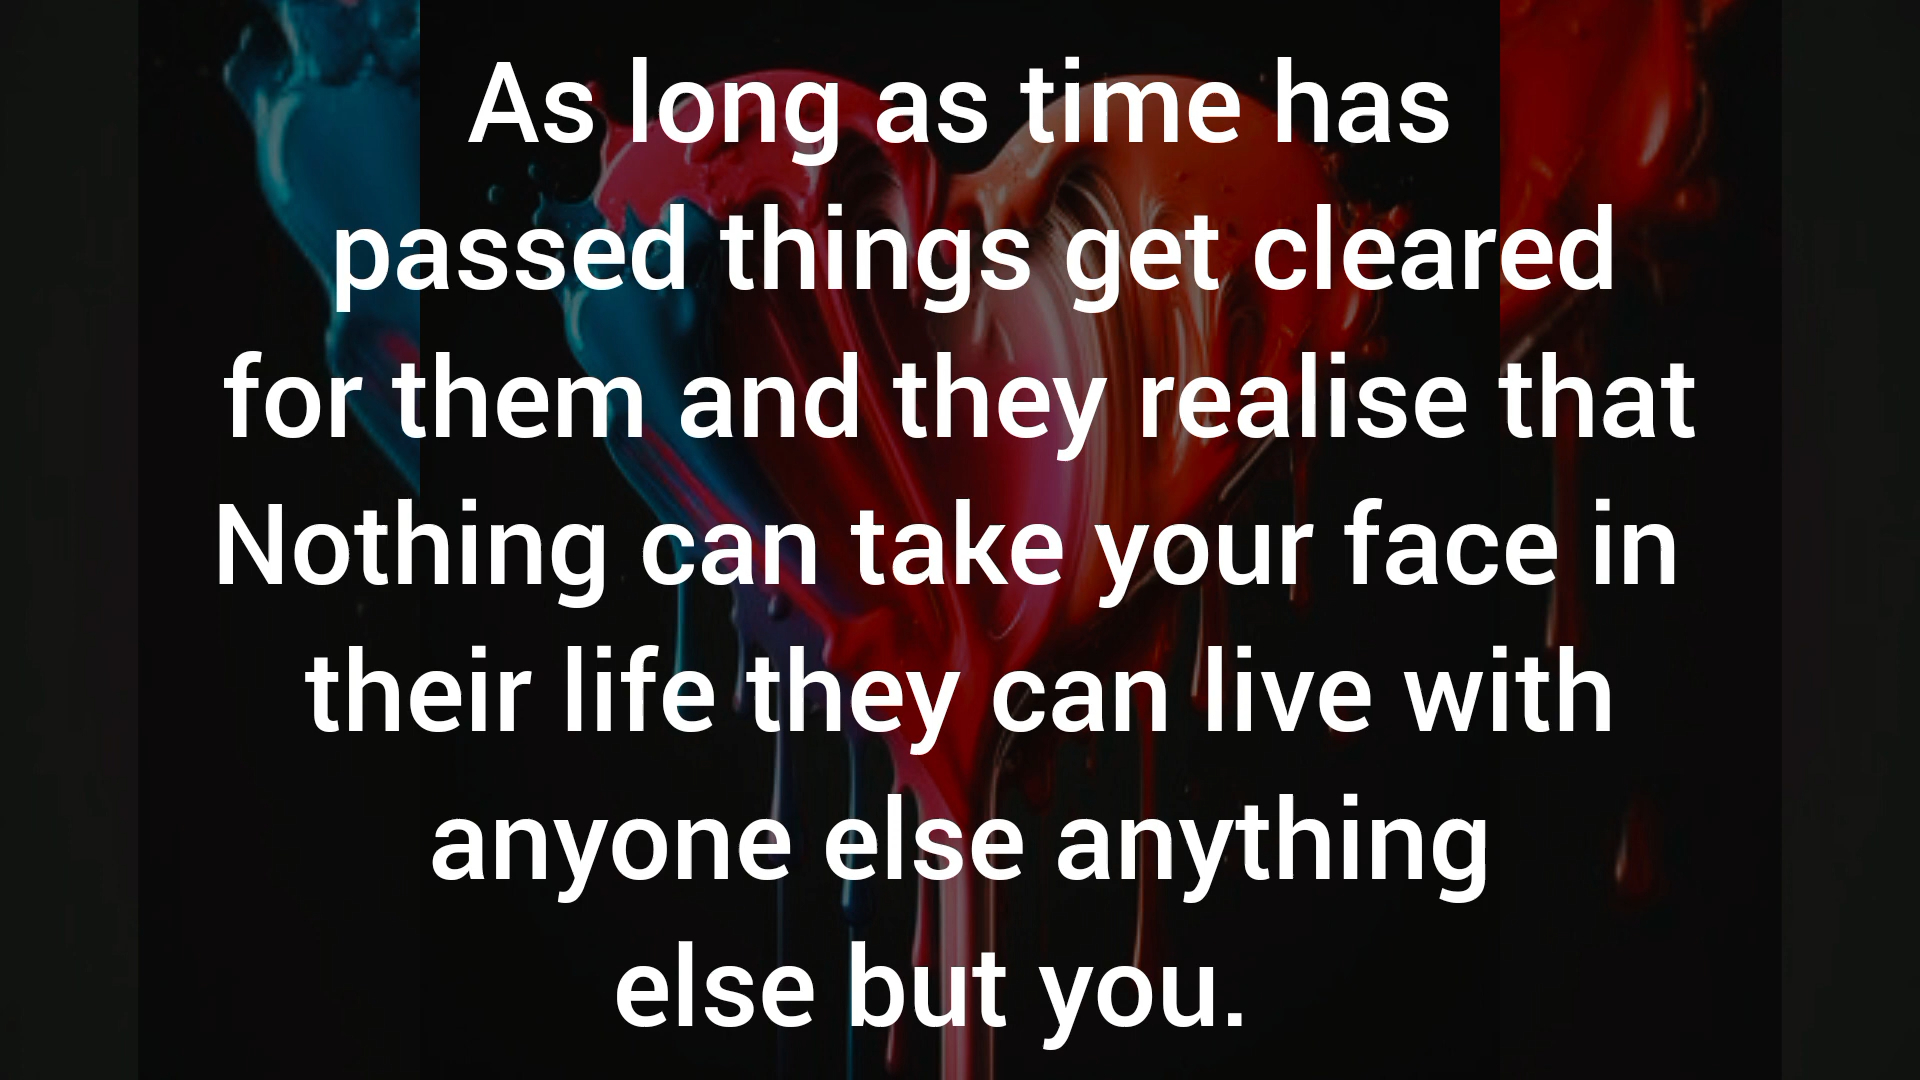 As long as time has
passed things get cleared
for them and they realise that
Nothing can take your face in
their life they can live with
anyone else anything
else but you.